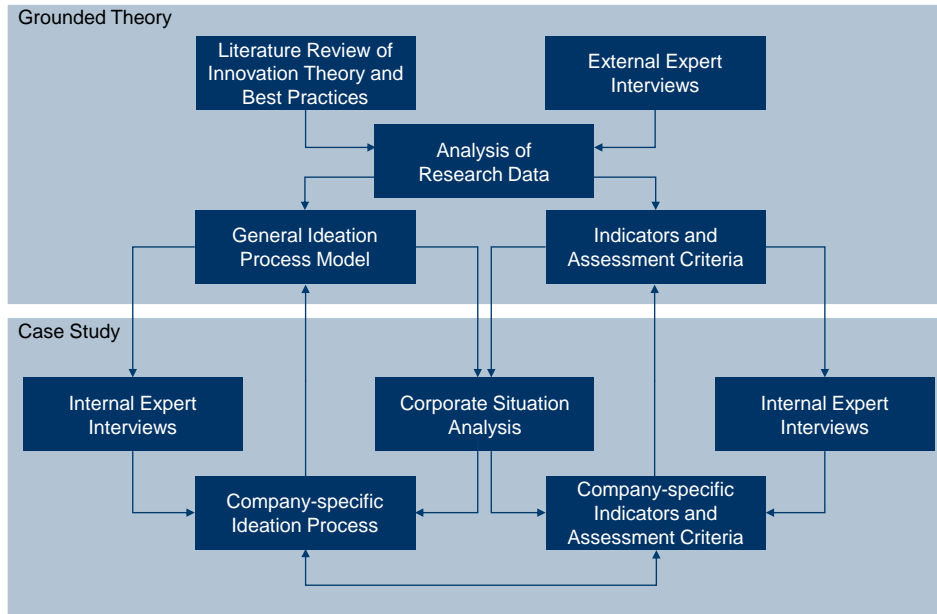 Grounded Theory
Literature Review of
Innovation Theory and
Best Practices
External Expert
Interviews
Analysis of
Research Data
General Ideation
Process Model
Indicators and
Assessment Criteria
Case Study
Internal Expert
Interviews
Corporate Situation
Analysis
Internal Expert
Interviews
Company-specific
Ideation Process
Company-specific
Indicators and
Assessment Criteria